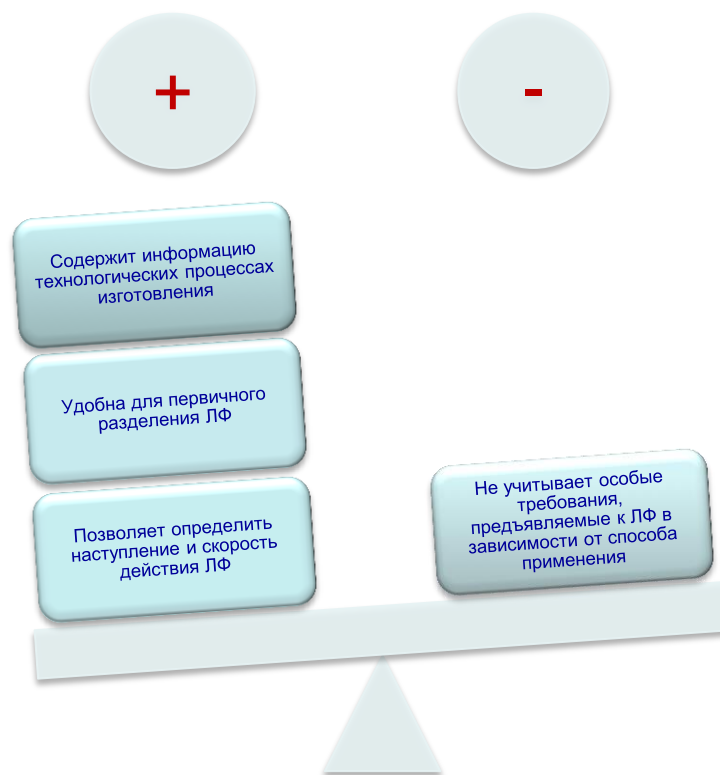 +
-
Содержит информацию
технологических процессах
изготовления
Удобна для первичного
разделения ЛФ
Позволяет определить
наступление и скорость
действия ЛФ
Не учитывает особые
требования,
предъявляемые к ЛФ в
зависимости от способа
применения